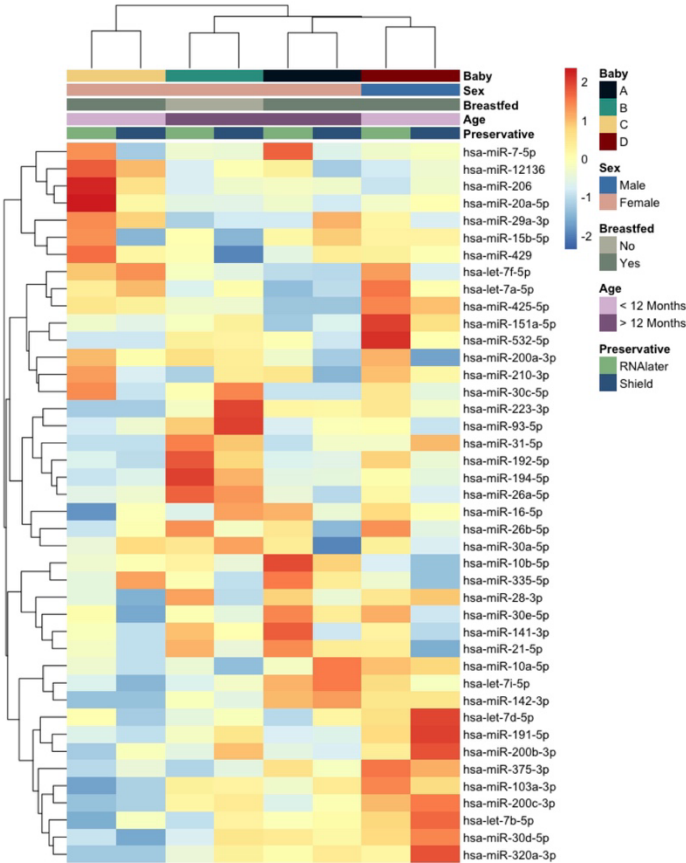 Baby
Sex
Breastfed
Age
Preservative
hsa-miR-7-5p
hsa-miR-12136
hsa-miR-206
hsa-miR-20a-5p
hsa-miR-29a-3p
hsa-miR-15b-5p
hsa-miR-429
hsa-let-7f-5p
hsa-let-7a-5p
hsa-miR-425-5p
hsa-miR-151a-5p
hsa-miR-532-5p
hsa-miR-200a-3p
hsa-miR-210-3p
hsa-miR-30c-5p
hsa-miR-223-3p
hsa-miR-93-5p
hsa-miR-31-5p
hsa-miR-192-5p
hsa-miR-194-5p
hsa-miR-26a-5p
hsa-miR-16-5p
hsa-miR-26b-5p
hsa-miR-30a-5p
hsa-miR-10b-5p
hsa-miR-335-5p
hsa-miR-28-3p
hsa-miR-30e-5p
hsa-miR-141-3p
hsa-miR-21-5p
hsa-miR-10a-5p
hsa-let-7i-5p
hsa-miR-142-3p
hsa-let-7d-5p
hsa-miR-191-5p
hsa-miR-200b-3p
hsa-miR-375-3p
hsa-miR-103a-3p
hsa-miR-200c-3p
hsa-let-7b-5p
hsa-miR-30d-5p
hsa-miR-320a-3p
2
1
0
-1
-2
Baby
A
B
C
D
Sex
Male
Female
Breastfed
No
Yes
Age
< 12 Months
> 12 Months
Preservative
RNAlater
Shield